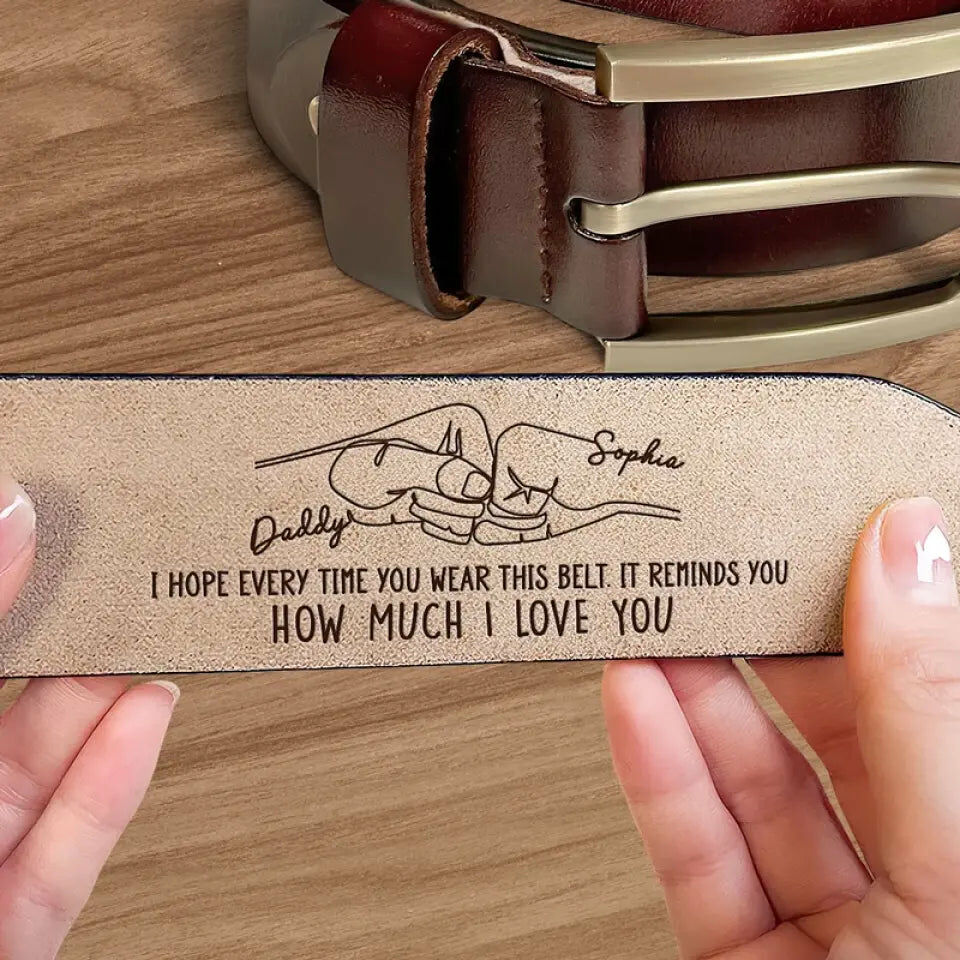 Sophia
Daddy
I HOPE EVERY TIME YOU WEAR THIS BELT. IT REMINDS YOU
HOW MUCH I LOVE YOU